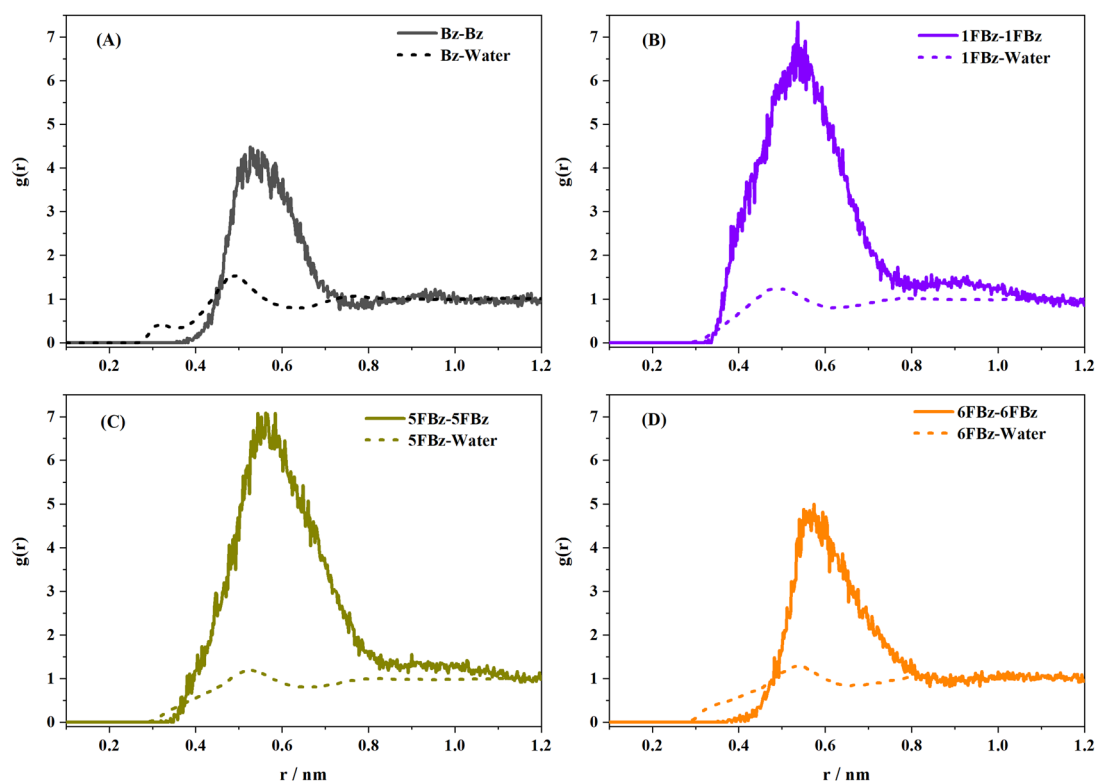 (A)
Bz-Bz
Bz-Water
g(r)
7
6
5
4
3
2
1
0
0.2 0.4 0.6 0.8 1.0 1.2
(B)
1FBz-1FBz
1FBz-Water
g(r)
7
6
5
4
3
2
1
0
0.2 0.4 0.6 0.8 1.0 1.2
(C)
5FBz-5FBz
5FBz-Water
g(r)
7
6
5
4
3
2
1
0
0.2 0.4 0.6 0.8 1.0 1.2
r / nm
(D)
6FBz-6FBz
6FBz-Water
g(r)
7
6
5
4
3
2
1
0
0.2 0.4 0.6 0.8 1.0 1.2
r / nm